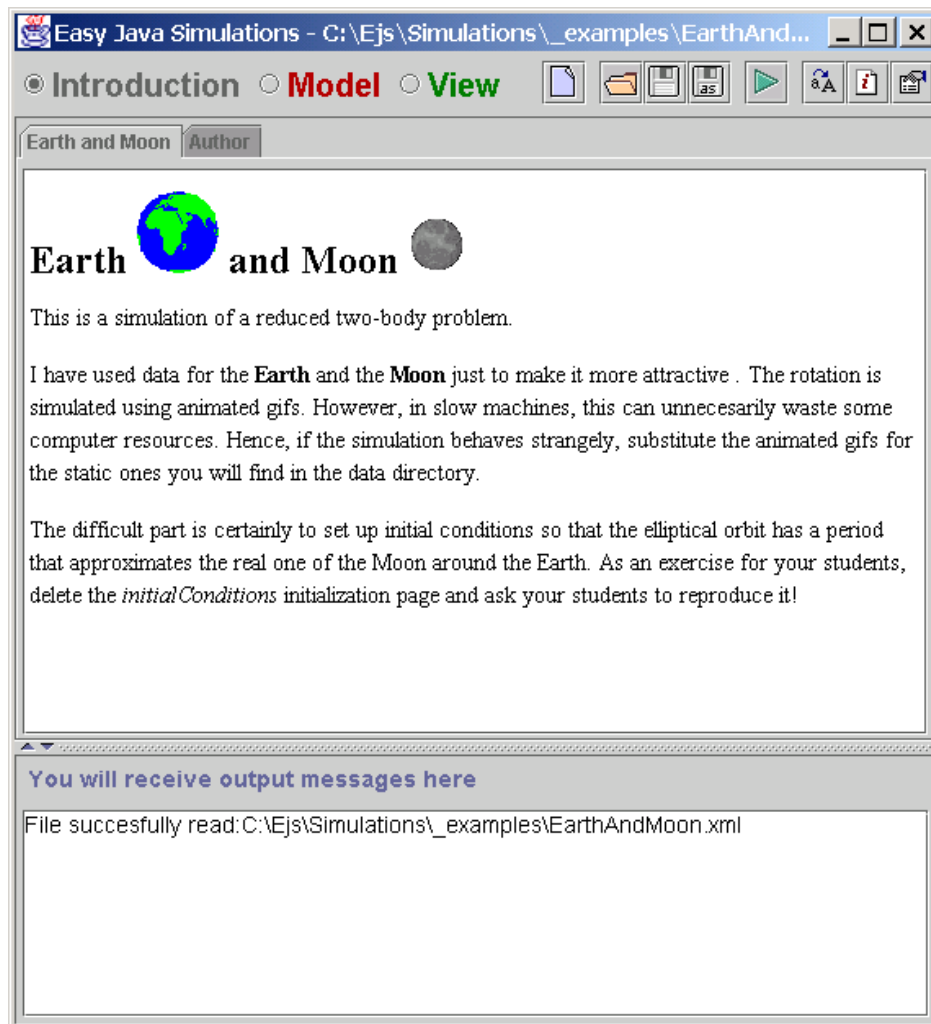 Easy Java Simulations - C:\Ejs\Simulations\_examples\EarthAnd...
Introduction Model View as aA i
Earth and Moon Author
Earth and Moon
This is a simulation of a reduced two-body problem.
I have used data for the Earth and the Moon just to make it more attractive . The rotation is
simulated using animated gifs. However, in slow machines, this can unnecesarily waste some
computer resources. Hence, if the simulation behaves strangely, substitute the animated gifs for
the static ones you will find in the data directory.
The difficult part is certainly to set up initial conditions so that the elliptical orbit has a period
that approximates the real one of the Moon around the Earth. As an exercise for your students,
delete the initialConditions initialization page and ask your students to reproduce it!
You will receive output messages here
File succesfully read:C:\Ejs\Simulations\_examples\EarthAndMoon.xml